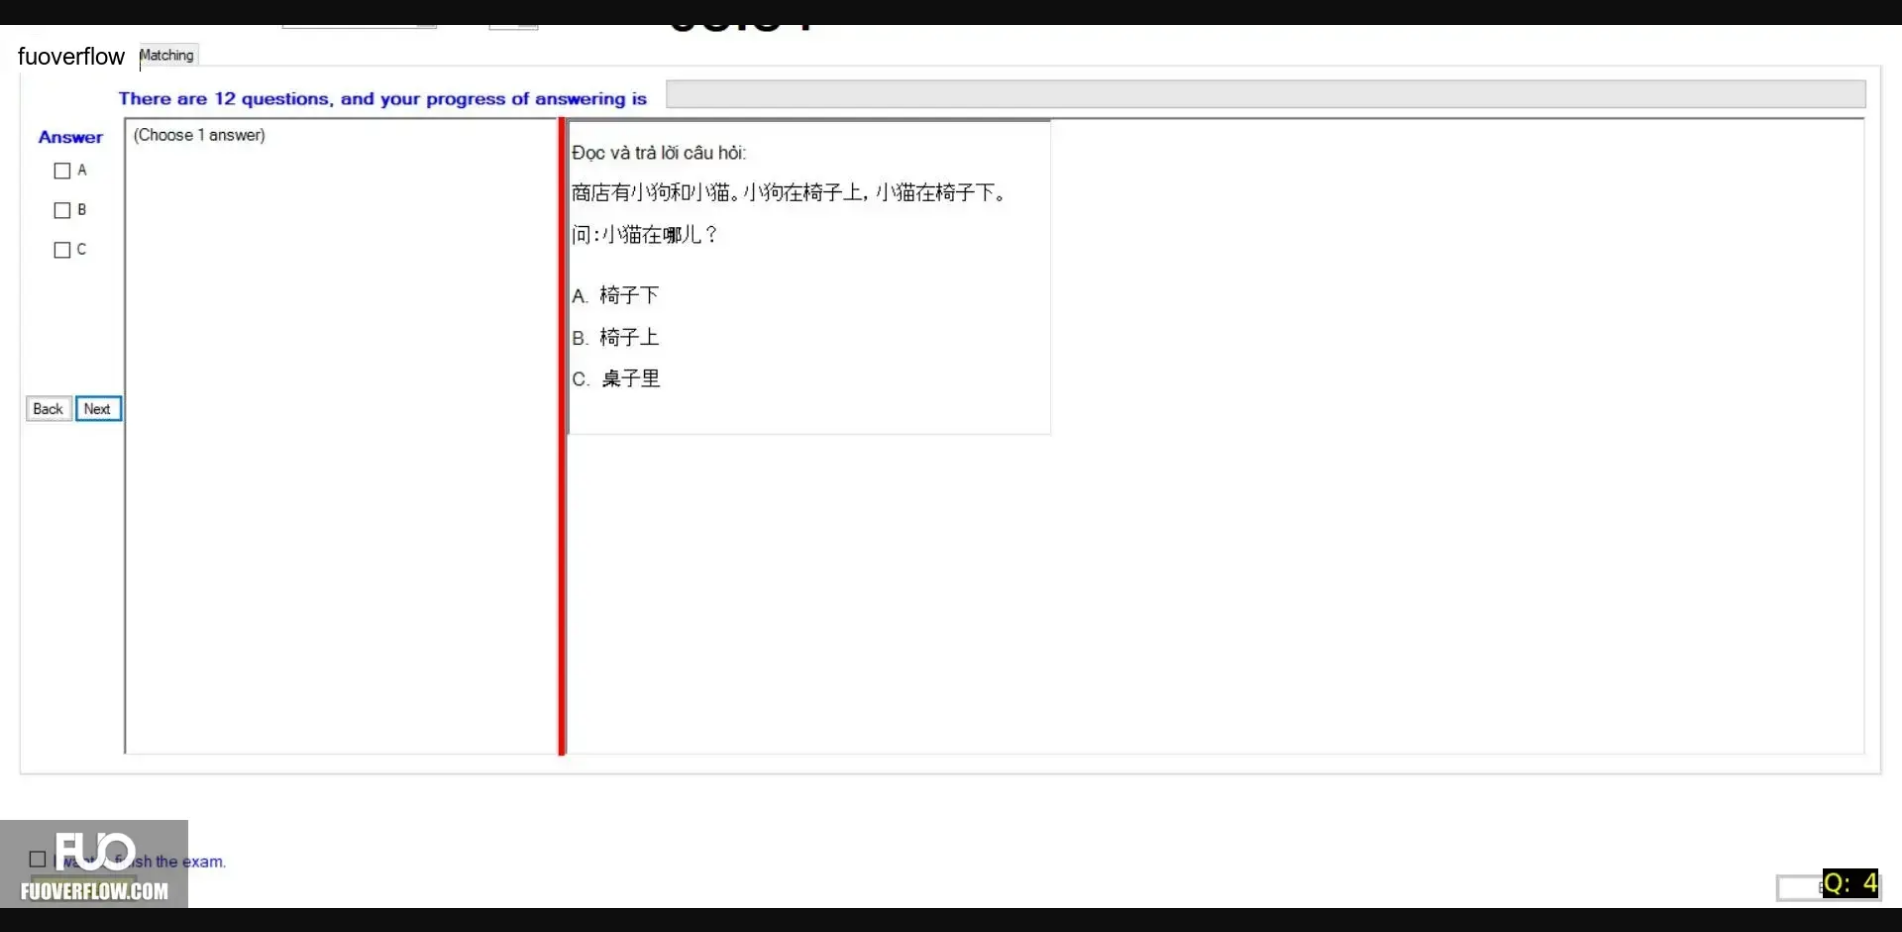 fuoverflow
Matching
There are 12 questions, and your progress of answering is
Answer
A
B
C
(Choose 1 answer)
Đọc và trả lời câu hỏi:
商店有小狗和小猫。小狗在椅子上，小猫在椅子下。
问：小猫在哪儿？
A. 椅子下
B. 椅子上
C. 桌子里
Back
Next
FUO
the exam.
FUOVERFLOW.COM
Q: 4